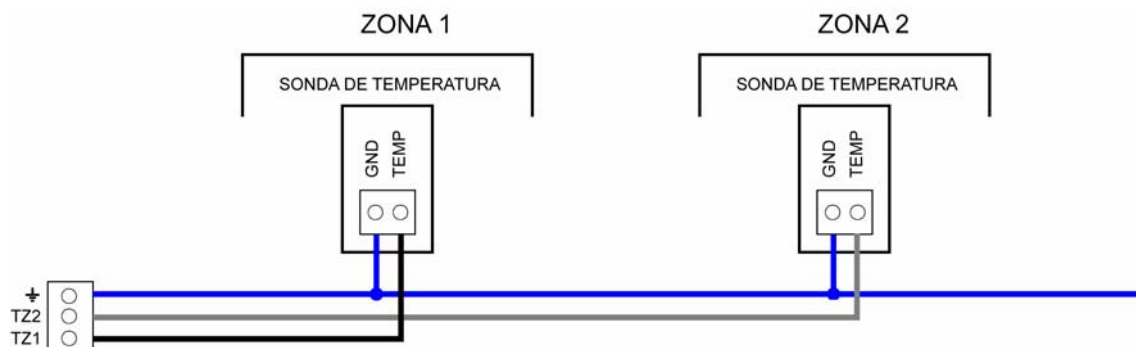 ZONA 1
ZONA 2
SONDA DE TEMPERATURA
SONDA DE TEMPERATURA
GND
TEMP
GND
TEMP
TZ2
TZ1